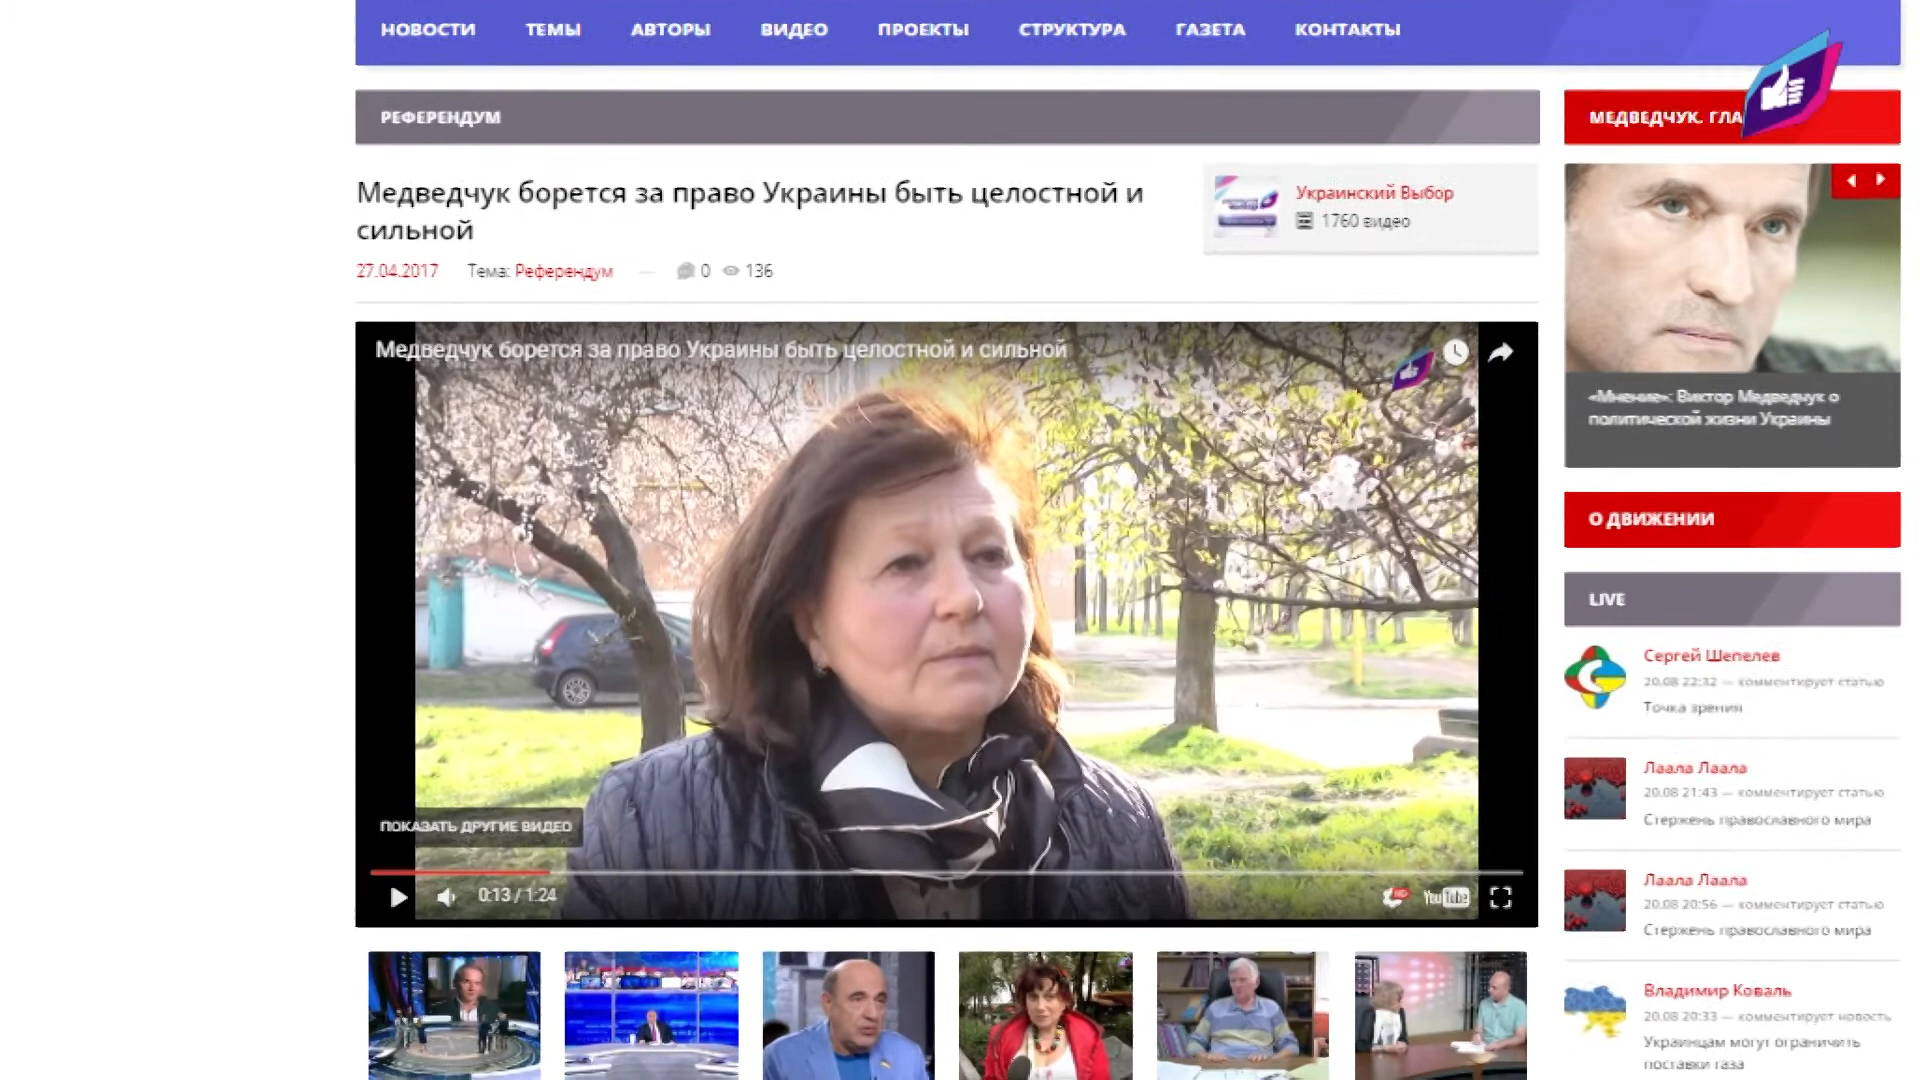 НОВОСТИ ТЕМЫ АВТОРЫ ВИДЕО ПРОЕКТЫ СТРУКТУРА ГАЗЕТА КОНТАКТЫ
РЕФЕРЕНДУМ
Медведчук борется за право Украины быть целостной и
сильной
27.04.2017 Тема: Референдум — 0 136
Украинский Выбор
1760 видео
Медведчук борется за право Украины быть целостной и сильной
ПОКАЗАТЬ ДРУГИЕ ВИДЕО
0:13 / 1:24
HD
YouTube
МЕДВЕДЧУК. ГЛА
«Мнение»: Виктор Медведчук о
политической жизни Украины
О ДВИЖЕНИИ
LIVE
Сергей Шепелев
20.08 22:32 — комментирует статью
Точка зрения
Лаала Лаала
20.08 21:43 — комментирует статью
Стержень православного мира
Лаала Лаала
20.08 20:56 — комментирует статью
Стержень православного мира
Владимир Коваль
20.08 20:33 — комментирует новость
Украинцам могут ограничить
поставки газа